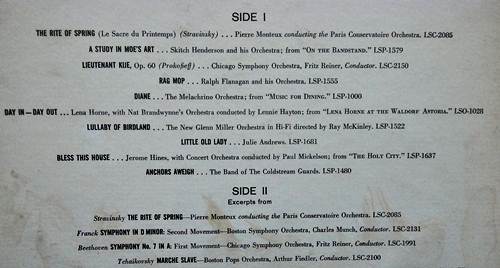 SIDE I
THE RITE OF SPRING (Le Sacre du Printemps) (Stravinsky) . . . Pierre Monteux conducting the Paris Conservatoire Orchestra. LSC-2085
A STUDY IN MOE'S ART . . . Skitch Henderson and his Orchestra; from "ON THE BANDSTAND." LSP-1579
LIEUTENANT KIJE, Op. 60 (Prokofieff) . . . Chicago Symphony Orchestra, Fritz Reiner, Conductor. LSC-2150
RAG MOP . . . Ralph Flanagan and his Orchestra. LSP-1555
DIANE . . . The Melachrino Orchestra; from "MUSIC FOR DINING." LSP-1000
DAY IN—DAY OUT . . . Lena Horne, with Nat Brandwynne's Orchestra conducted by Lennie Hayton; from "LENA HORNE AT THE WALDORF ASTORIA." LSO-1028
LULLABY OF BIRDLAND . . . The New Glenn Miller Orchestra in Hi-Fi directed by Ray McKinley. LSP-1522
LITTLE OLD LADY . . . Julie Andrews. LSP-1681
BLESS THIS HOUSE . . . Jerome Hines, with Concert Orchestra conducted by Paul Mickelson; from "THE HOLY CITY." LSP-1637
ANCHORS AWEIGH . . . The Band of The Coldstream Guards. LSP-1480
SIDE II
Excerpts from
Stravinsky THE RITE OF SPRING—Pierre Monteux conducting the Paris Conservatoire Orchestra. LSC-2085
Franck SYMPHONY IN D MINOR: Second Movement—Boston Symphony Orchestra, Charles Munch, Conductor. LSC-2131
Beethoven SYMPHONY No. 7 IN A: First Movement—Chicago Symphony Orchestra, Fritz Reiner, Conductor. LSC-1991
Tchaikovsky MARCHE SLAVE—Boston Pops Orchestra, Arthur Fiedler, Conductor. LSC-2100